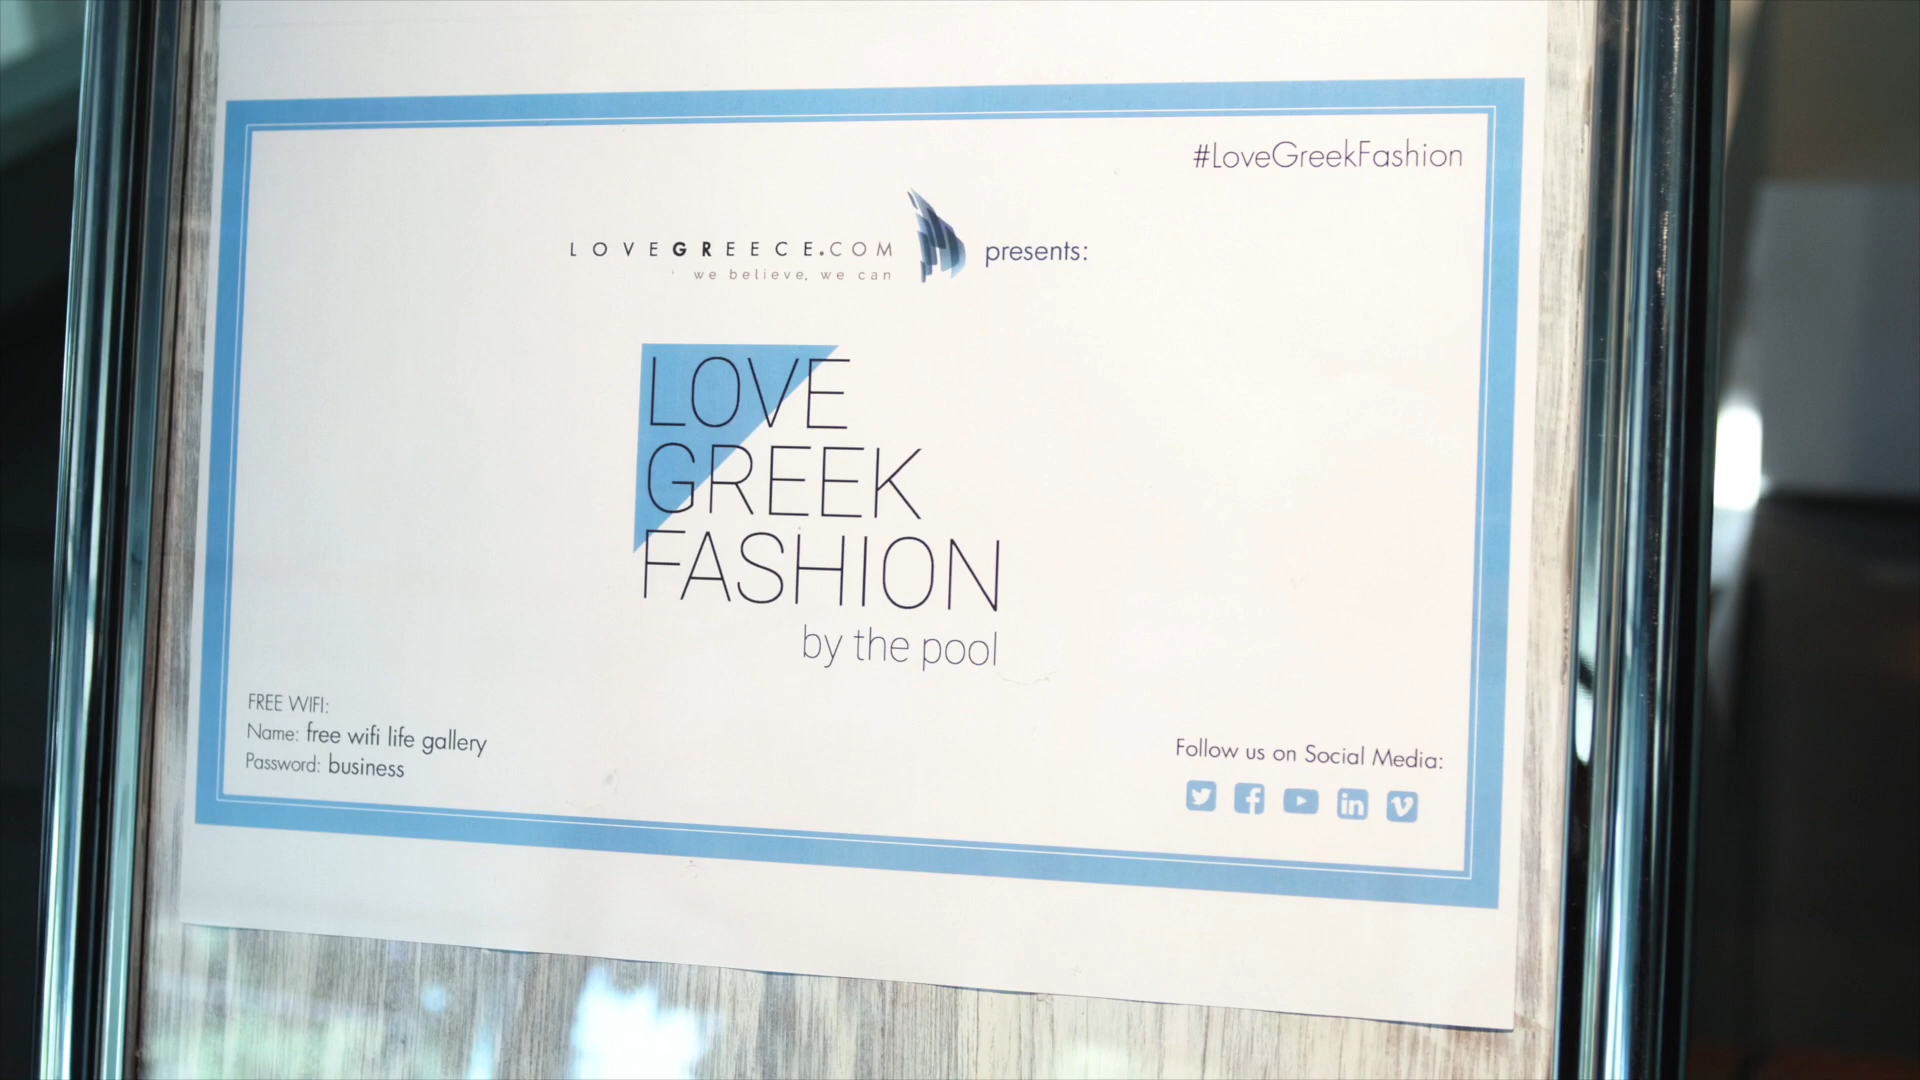 #LoveGreekFashion
LOVEGREECE.COM
we believe, we can
presents:
LOVE
GREEK
FASHION
by the pool
FREE WIFI:
Name: free wifi life gallery
Password: business
Follow us on Social Media: